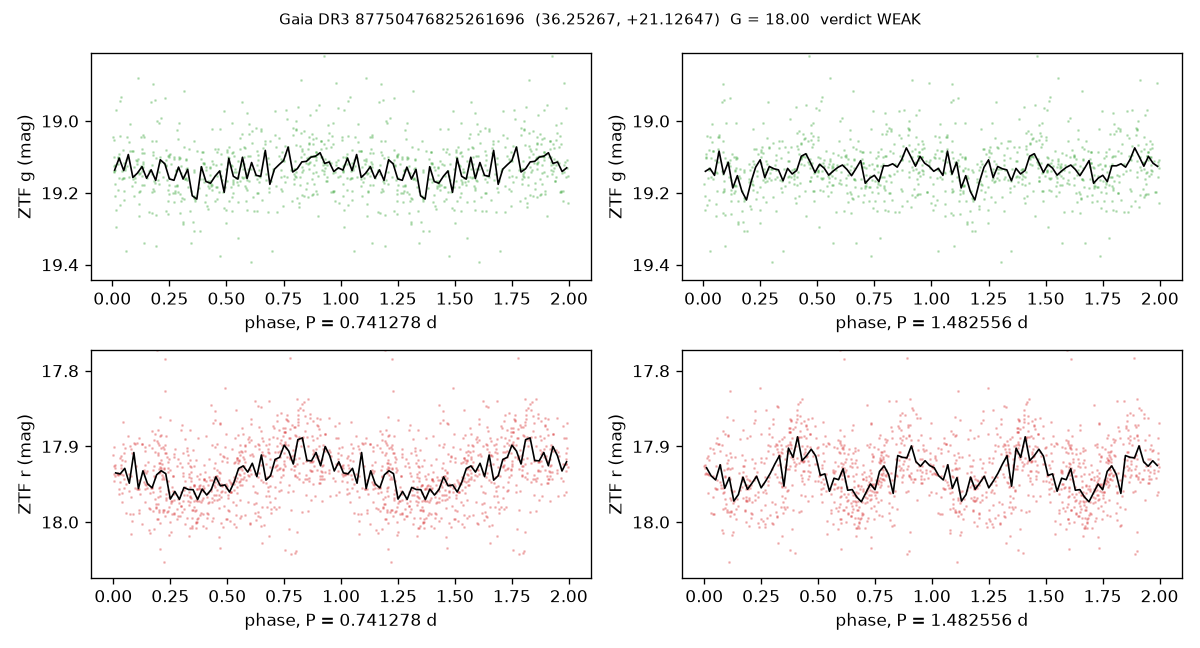 Gaia DR3 87750476825261696 (36.25267, +21.12647) G = 18.00 verdict WEAK
ZTF g (mag)
19.0
19.2
19.4
0.00 0.25 0.50 0.75 1.00 1.25 1.50 1.75 2.00
phase, P = 0.741278 d
ZTF g (mag)
19.0
19.2
19.4
0.00 0.25 0.50 0.75 1.00 1.25 1.50 1.75 2.00
phase, P = 1.482556 d
ZTF r (mag)
17.8
17.9
18.0
0.00 0.25 0.50 0.75 1.00 1.25 1.50 1.75 2.00
phase, P = 0.741278 d
ZTF r (mag)
17.8
17.9
18.0
0.00 0.25 0.50 0.75 1.00 1.25 1.50 1.75 2.00
phase, P = 1.482556 d